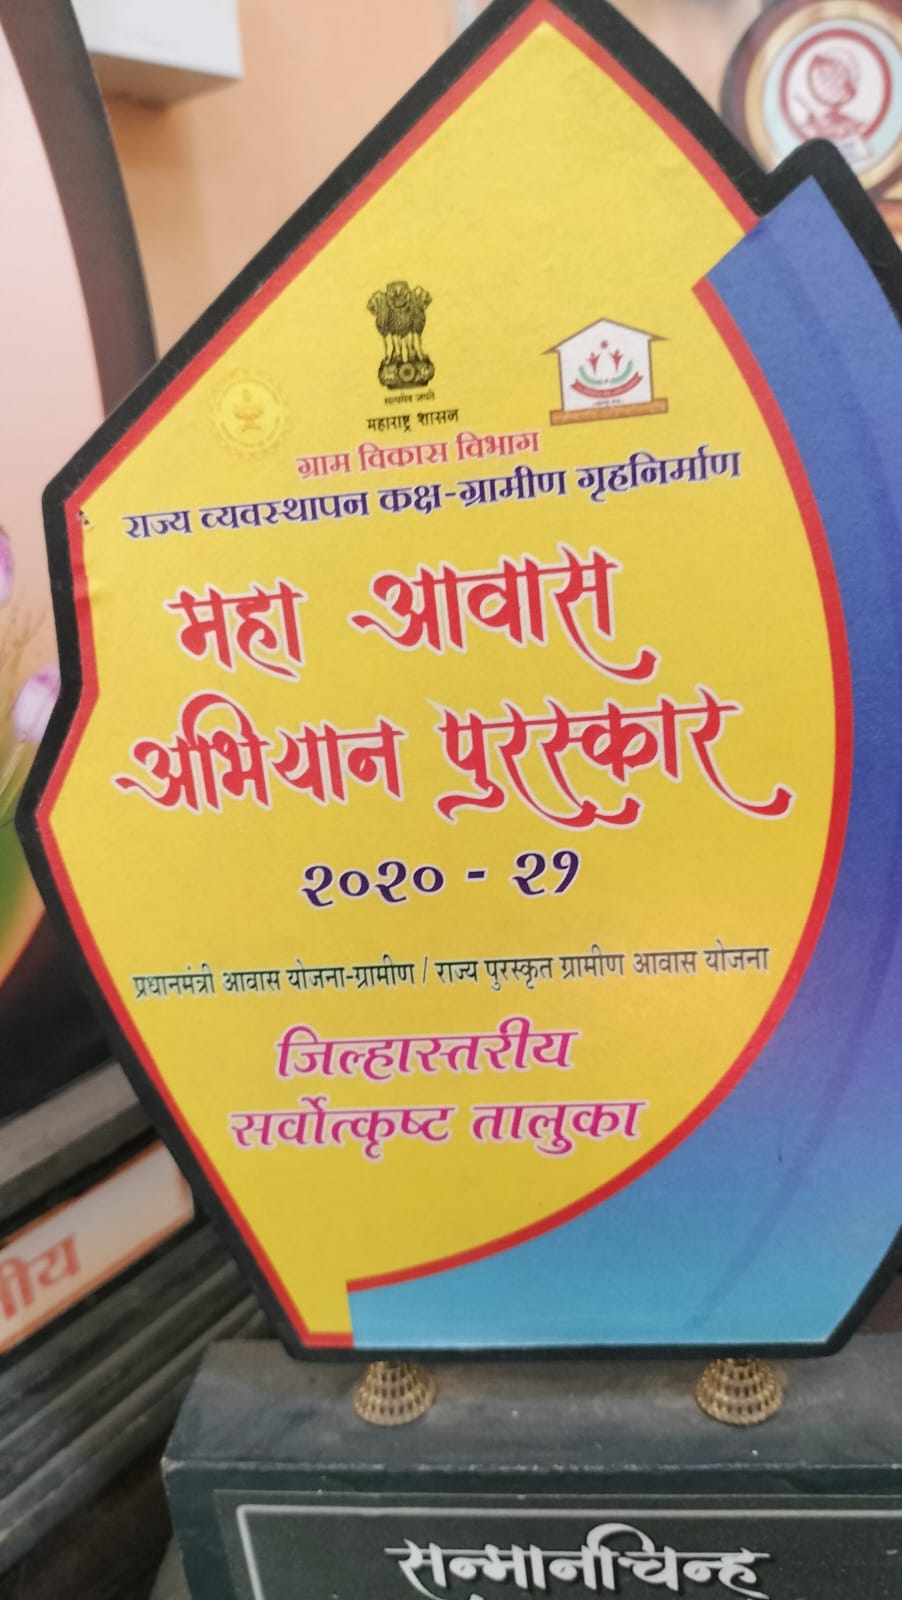 सत्यमेव जयते
महाराष्ट्र शासन
ग्राम विकास विभाग
राज्य व्यवस्थापन कक्ष-ग्रामीण गृहनिर्माण
महा आवास
अभियान पुरस्कार
२०२० - २१
प्रधानमंत्री आवास योजना-ग्रामीण / राज्य पुरस्कृत ग्रामीण आवास योजना
जिल्हास्तरीय
सर्वोत्कृष्ट तालुका
सन्मानचिन्ह